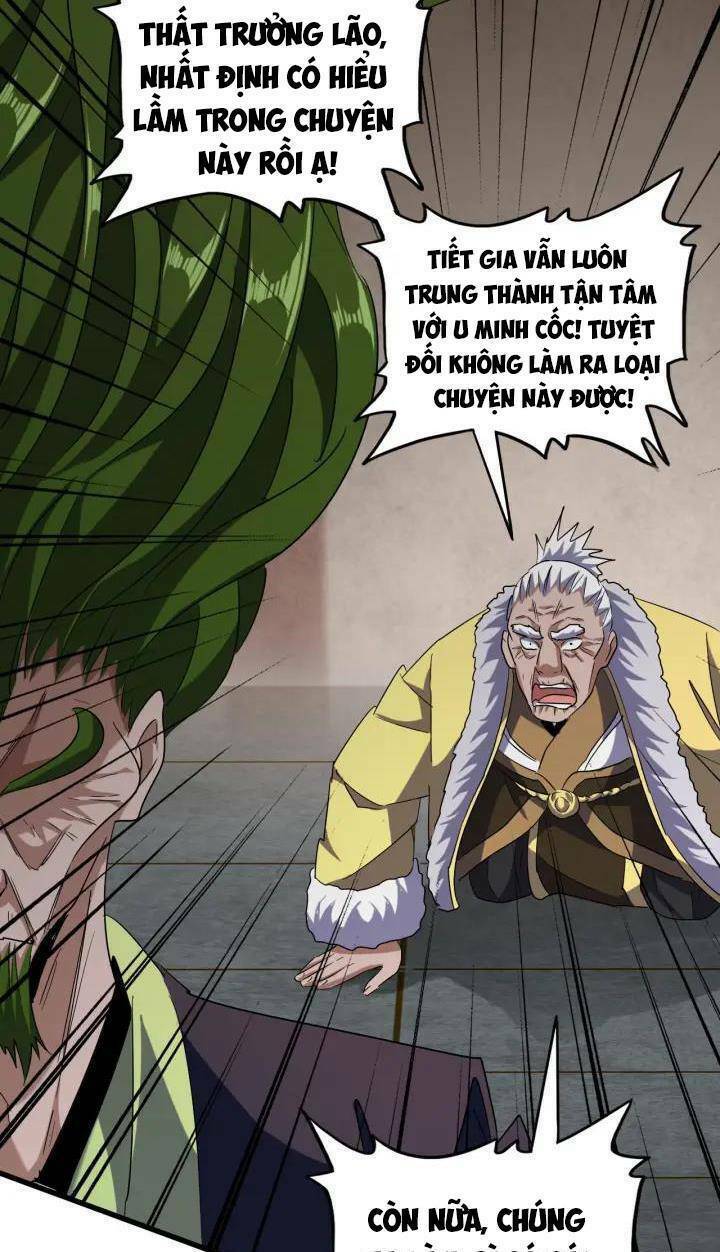 THẤT TRƯỞNG LÃO,
NHẤT ĐỊNH CÓ HIỂU
LẦM TRONG CHUYỆN
NÀY RỒI Ạ!
TIẾT GIA VẪN LUÔN
TRUNG THÀNH TẬN TÂM
VỚI U MINH CỐC! TUYỆT
ĐỐI KHÔNG LÀM RA LOẠI
CHUYỆN NÀY ĐƯỢC!
CÒN NỮA, CHÚNG